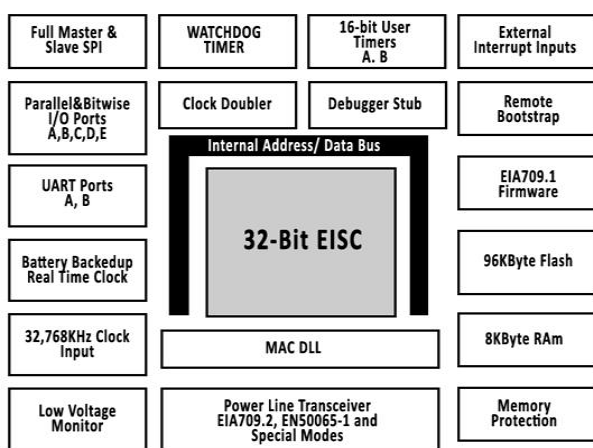 Full Master &
Slave SPI
WATCHDOG
TIMER
16-bit User
Timers
A. B
External
Interrupt Inputs
Parallel&Bitwise
I/O Ports
A,B,C,D,E
Clock Doubler
Debugger Stub
Remote
Bootstrap
Internal Address/ Data Bus
UART Ports
A, B
EIA709.1
Firmware
32-Bit EISC
Battery Backedup
Real Time Clock
96KByte Flash
32,768KHz Clock
Input
MAC DLL
8KByte RAm
Low Voltage
Monitor
Power Line Transceiver
EIA709.2, EN50065-1 and
Special Modes
Memory
Protection